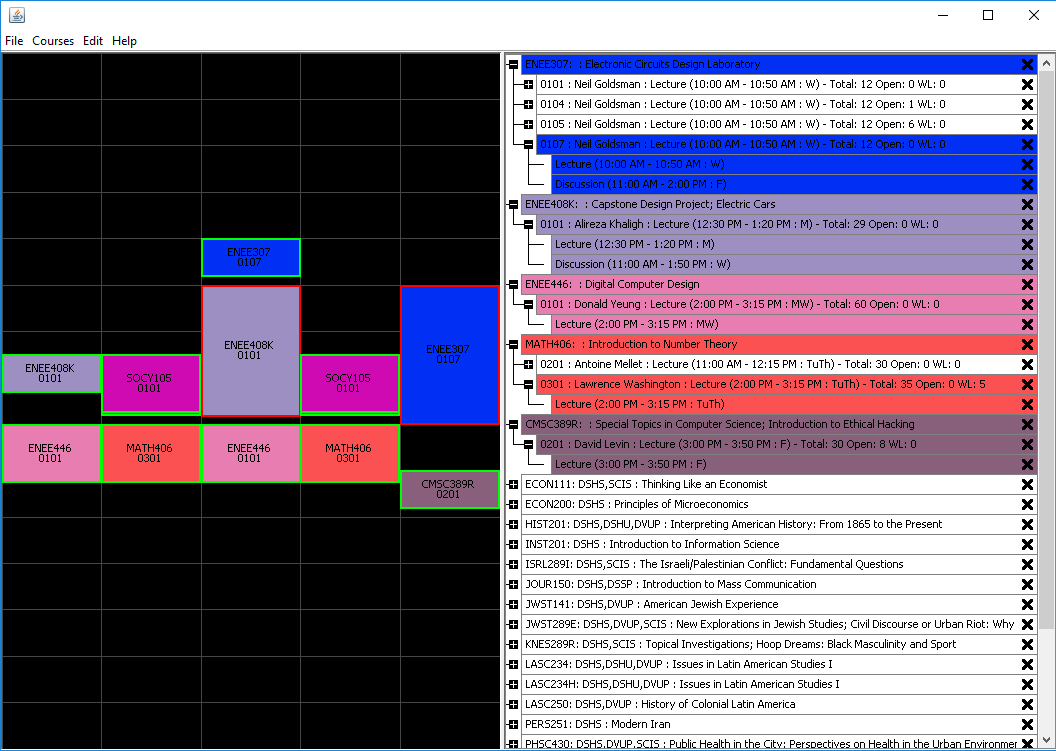 File Courses Edit Help
ENEE307
0107
ENEE408K
0101
ENEE307
0107
ENEE408K
0101
SOCY105
0101
SOCY105
0101
ENEE446
0101
MATH406
0301
ENEE446
0101
MATH406
0301
CMSC389R
0201
ENEE307: : Electronic Circuits Design Laboratory
0101 : Neil Goldsman : Lecture (10:00 AM - 10:50 AM : W) - Total: 12 Open: 0 WL: 0
0104 : Neil Goldsman : Lecture (10:00 AM - 10:50 AM : W) - Total: 12 Open: 1 WL: 0
0105 : Neil Goldsman : Lecture (10:00 AM - 10:50 AM : W) - Total: 12 Open: 6 WL: 0
0107 : Neil Goldsman : Lecture (10:00 AM - 10:50 AM : W) - Total: 12 Open: 0 WL: 0
Lecture (10:00 AM - 10:50 AM : W)
Discussion (11:00 AM - 2:00 PM : F)
ENEE408K: : Capstone Design Project; Electric Cars
0101 : Alireza Khaligh : Lecture (12:30 PM - 1:20 PM : M) - Total: 29 Open: 0 WL: 0
Lecture (12:30 PM - 1:20 PM : M)
Discussion (11:00 AM - 1:50 PM : W)
ENEE446: : Digital Computer Design
0101 : Donald Yeung : Lecture (2:00 PM - 3:15 PM : MW) - Total: 60 Open: 0 WL: 0
Lecture (2:00 PM - 3:15 PM : MW)
MATH406: : Introduction to Number Theory
0201 : Antoine Mellet : Lecture (11:00 AM - 12:15 PM : TuTh) - Total: 30 Open: 0 WL: 0
0301 : Lawrence Washington : Lecture (2:00 PM - 3:15 PM : TuTh) - Total: 35 Open: 0 WL: 5
Lecture (2:00 PM - 3:15 PM : TuTh)
CMSC389R: : Special Topics in Computer Science; Introduction to Ethical Hacking
0201 : David Levin : Lecture (3:00 PM - 3:50 PM : F) - Total: 30 Open: 8 WL: 0
Lecture (3:00 PM - 3:50 PM : F)
ECON111: DSHS,SCIS : Thinking Like an Economist
ECON200: DSHS : Principles of Microeconomics
HIST201: DSHS,DSHU,DVUP : Interpreting American History: From 1865 to the Present
INST201: DSHS : Introduction to Information Science
ISRL289I: DSHS,SCIS : The Israeli/Palestinian Conflict: Fundamental Questions
JOUR150: DSHS,DSSP : Introduction to Mass Communication
JWST141: DSHS,DVUP : American Jewish Experience
JWST289E: DSHS,DVUP,SCIS : New Explorations in Jewish Studies; Civil Discourse or Urban Riot: Why
KNES289R: DSHS,SCIS : Topical Investigations; Hoop Dreams: Black Masculinity and Sport
LASC234: DSHS,DSHU,DVUP : Issues in Latin American Studies I
LASC234H: DSHS,DSHU,DVUP : Issues in Latin American Studies I
LASC250: DSHS,DVUP : History of Colonial Latin America
PERS251: DSHS : Modern Iran
PHSC430: DSHS,DVUP,SCIS : Public Health in the City: Perspectives on Health in the Urban Environmer